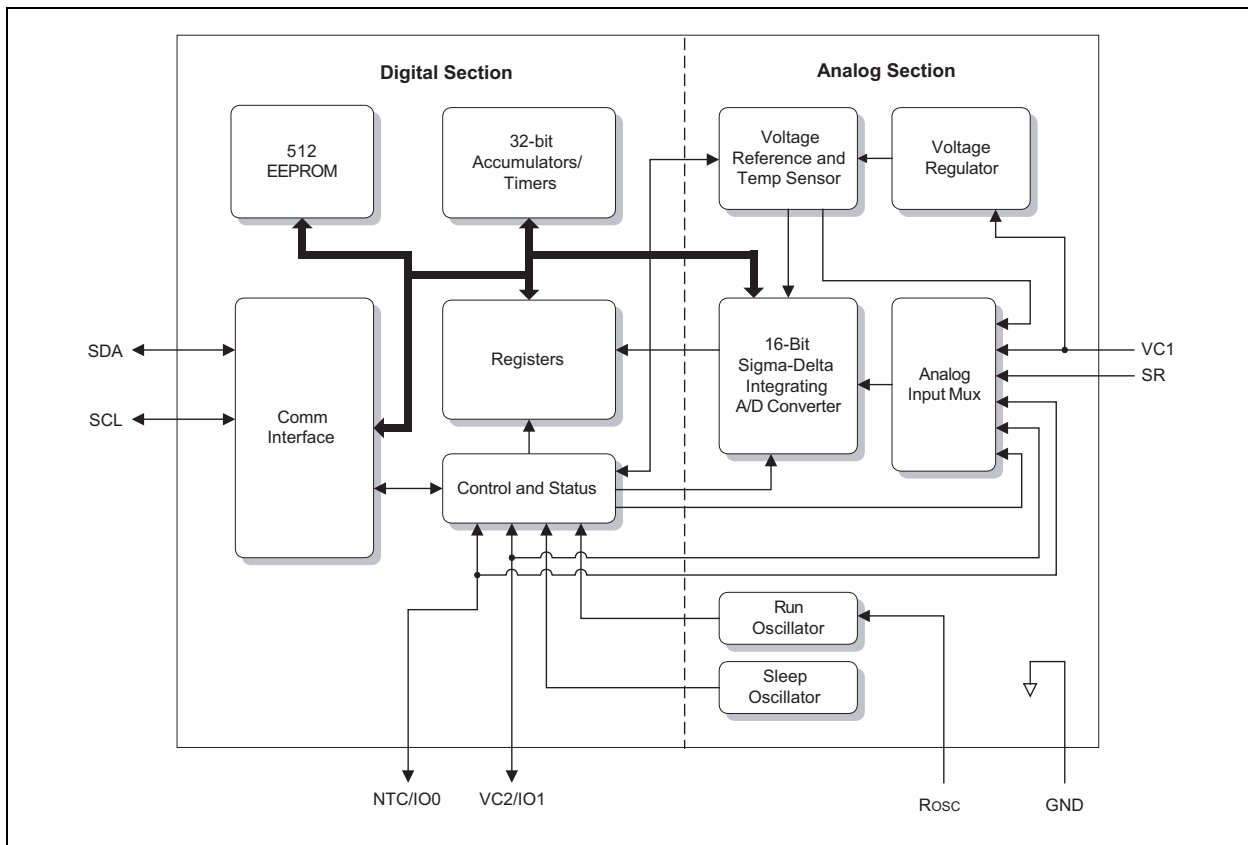 Digital Section
Analog Section
512
EEPROM
32-bit
Accumulators/
Timers
Voltage
Reference and
Temp Sensor
Voltage
Regulator
SDA
SCL
Comm
Interface
Registers
16-Bit
Sigma-Delta
Integrating
A/D Converter
Analog
Input Mux
VC1
SR
Control and Status
Run
Oscillator
Sleep
Oscillator
NTC/IO0
VC2/IO1
ROSC
GND